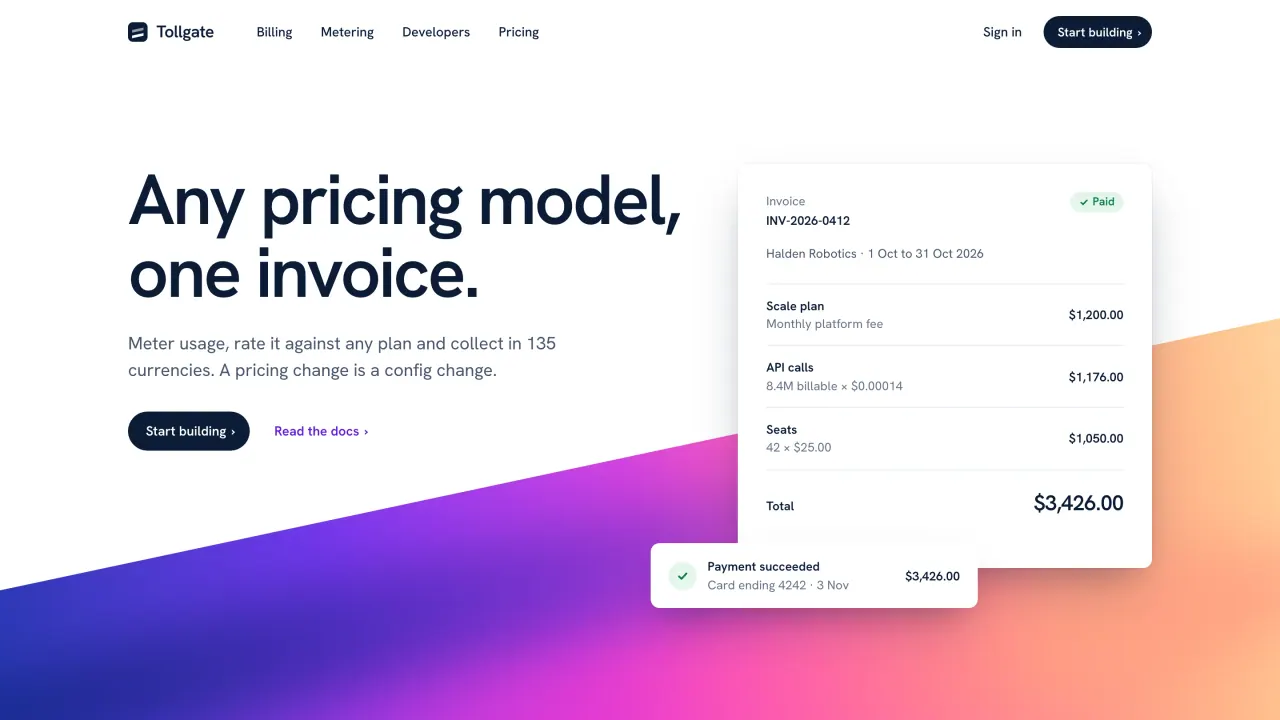 Tollgate
Billing
Metering
Developers
Pricing
Sign in
Start building ›
Any pricing model,
one invoice.
Meter usage, rate it against any plan and collect in 135
currencies. A pricing change is a config change.
Start building ›
Read the docs ›
Invoice
INV-2026-0412
✓ Paid
Halden Robotics · 1 Oct to 31 Oct 2026
Scale plan
Monthly platform fee
$1,200.00
API calls
8.4M billable × $0.00014
$1,176.00
Seats
42 × $25.00
$1,050.00
Total
$3,426.00
Payment succeeded
Card ending 4242 · 3 Nov
$3,426.00